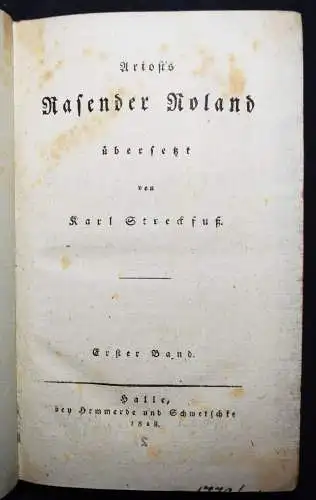 Ariost's
Rasender Roland
übersetzt
von
Karl Streckfuß.
Erster Band.
Halle,
bey Hemmerde und Schwetschke
1818.